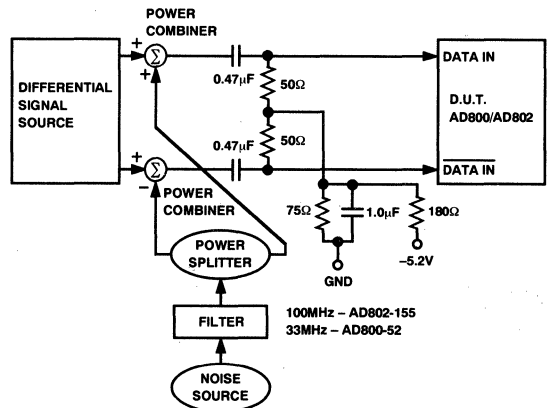 POWER
COMBINER
+
Σ
+
DIFFERENTIAL
SIGNAL
SOURCE
0.47µF
50Ω
DATA IN
D.U.T.
AD800/AD802
0.47µF
50Ω
+
Σ
–
DATA IN
POWER
COMBINER
75Ω
1.0µF
180Ω
POWER
SPLITTER
–5.2V
GND
FILTER
100MHz – AD802-155
33MHz – AD800-52
NOISE
SOURCE